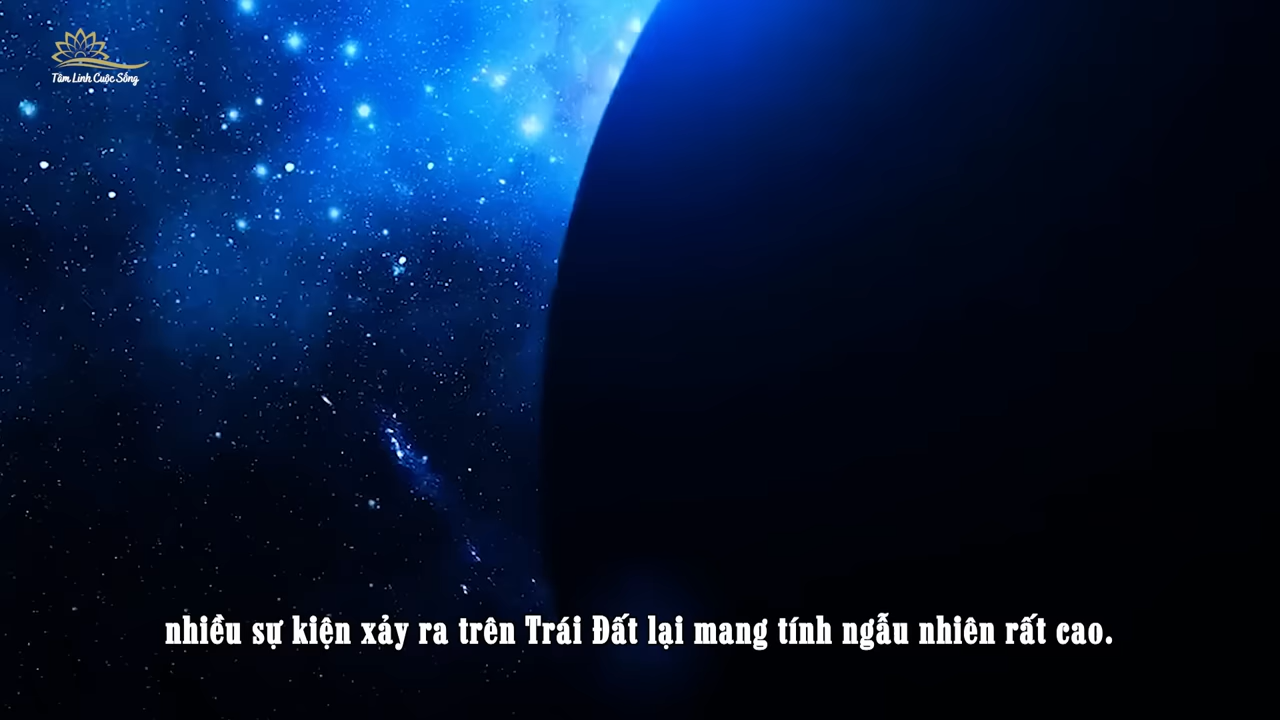 Tâm Linh Cuộc Sống
nhiều sự kiện xảy ra trên Trái Đất lại mang tính ngẫu nhiên rất cao.